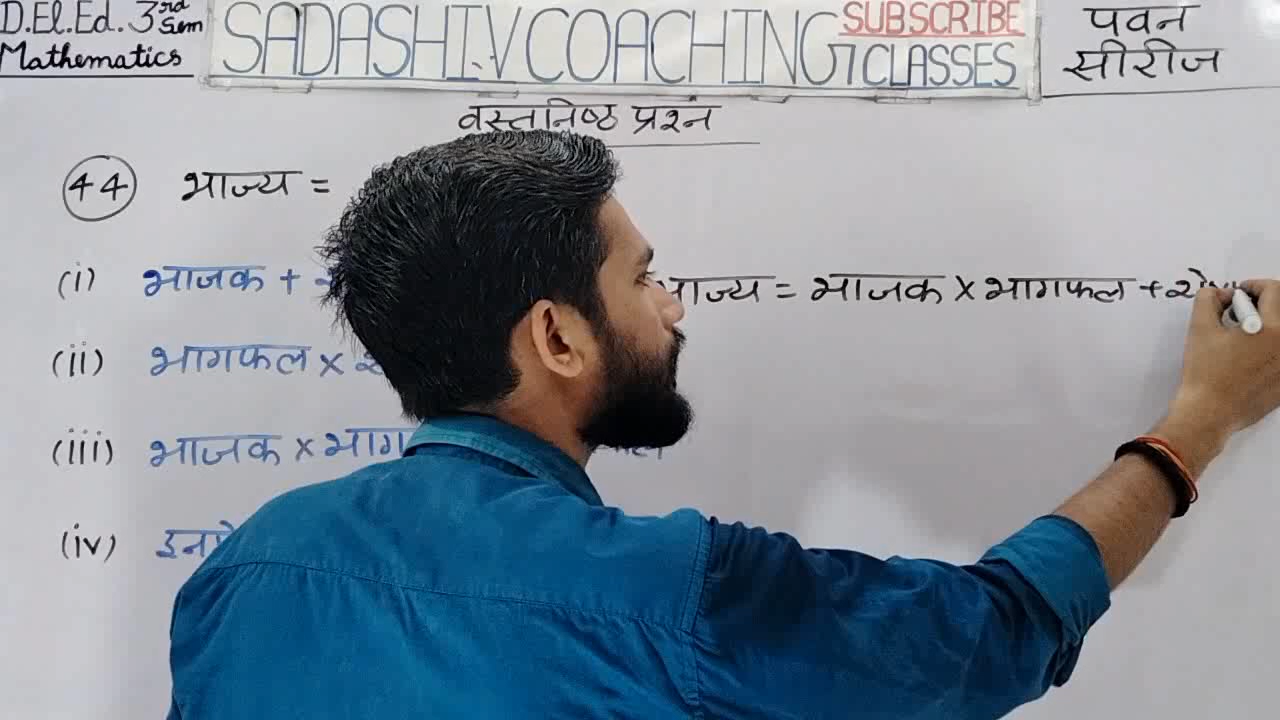 D.El.Ed. 3rd Sem
Mathematics
SADASHIV COACHING CLASSES
SUBSCRIBE
पवन
सीरीज
वस्तुनिष्ठ प्रश्न
44 भाज्य =
(i) भाजक +
भाज्य = भाजक × भागफल +
(ii) भागफल ×
(iii) भाजक ×
(iv)